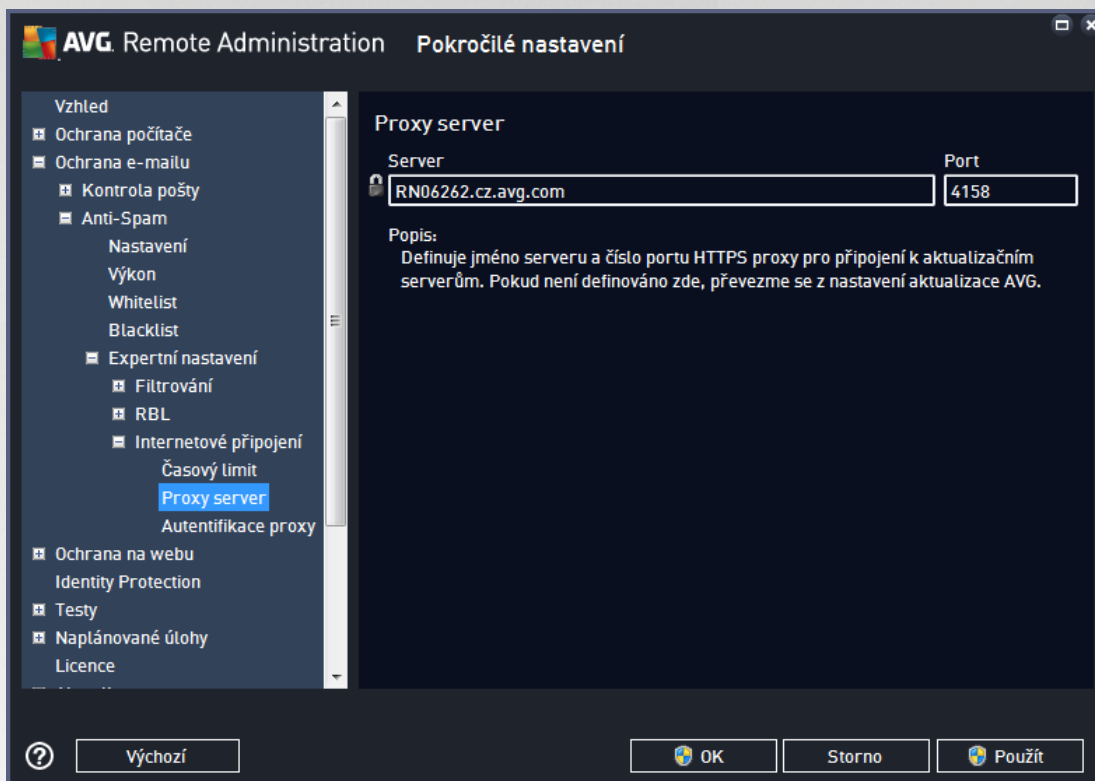 AVG. Remote Administration Pokročilé nastavení
Vzhled
Ochrana počítače
Ochrana e-mailu
Kontrola pošty
Anti-Spam
Nastavení
Výkon
Whitelist
Blacklist
Expertní nastavení
Filtrování
RBL
Internetové připojení
Časový limit
Proxy server
Autentifikace proxy
Ochrana na webu
Identity Protection
Testy
Naplánované úlohy
Licence
Proxy server
Server Port
RN06262.cz.avg.com 4158
Popis:
Definuje jméno serveru a číslo portu HTTPS proxy pro připojení k aktualizačním
serverům. Pokud není definováno zde, převezme se z nastavení aktualizace AVG.
Výchozí OK Storno Použít